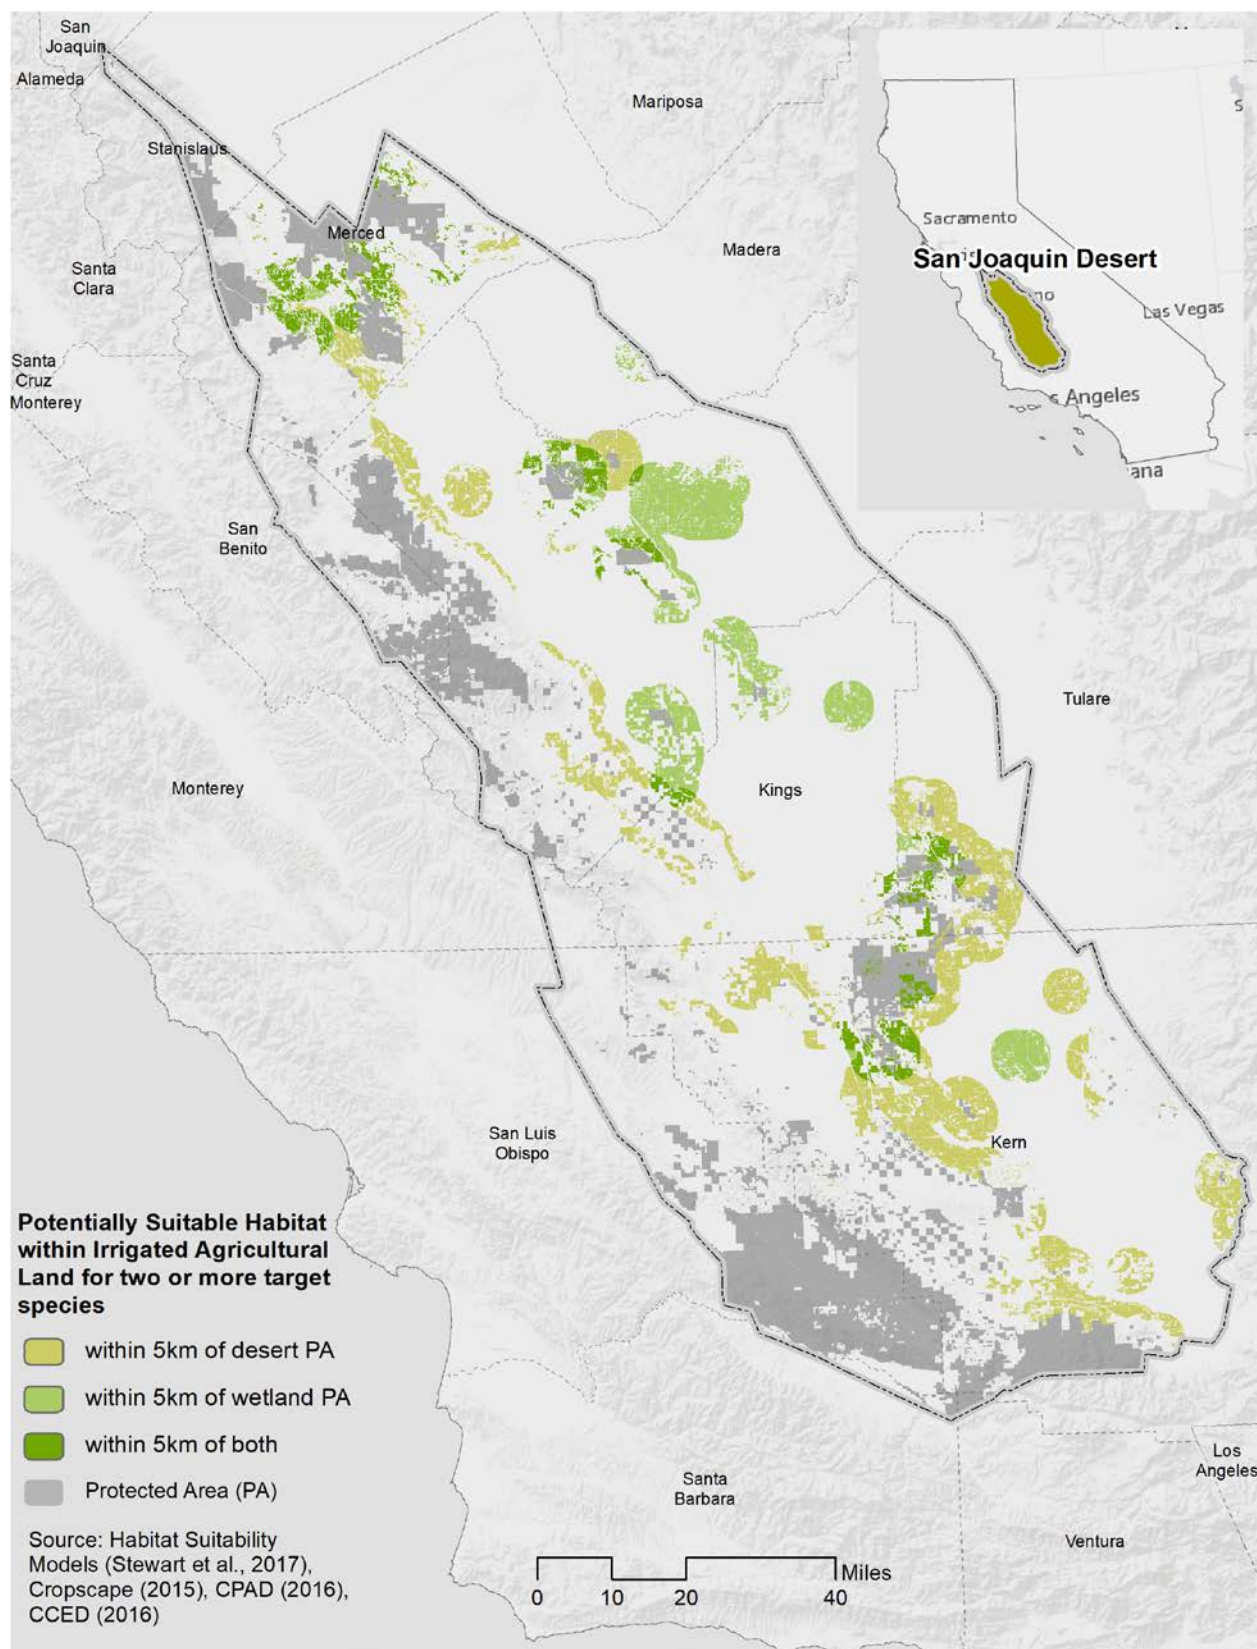 San
Joaquin
Alameda
Mariposa
Stanislaus
Merced
Madera
Santa
Clara
Santa
Cruz
Monterey
San
Benito
Tulare
Monterey
Kings
San Luis
Obispo
Kern
Santa
Barbara
Los
Angeles
Ventura
Sacramento
San Joaquin Desert
no
Las Vegas
s Angeles
ana
S
Potentially Suitable Habitat
within Irrigated Agricultural
Land for two or more target
species
within 5km of desert PA
within 5km of wetland PA
within 5km of both
Protected Area (PA)
Source: Habitat Suitability
Models (Stewart et al., 2017),
Cropscape (2015), CPAD (2016),
CCED (2016)
Miles
0 10 20 40